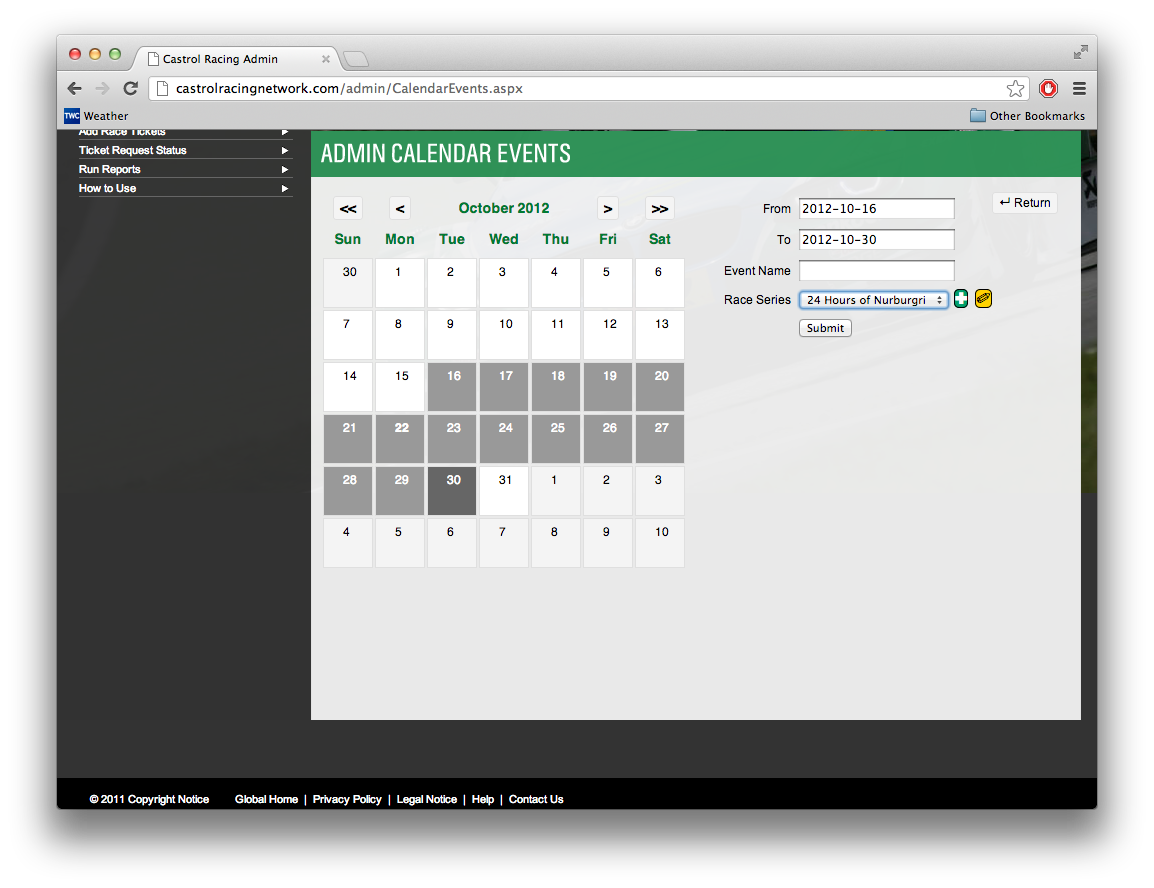 Castrol Racing Admin
castrolracingnetwork.com/admin/CalendarEvents.aspx
TWC Weather
Other Bookmarks
Add Race Tickets
Ticket Request Status
Run Reports
How to Use
ADMIN CALENDAR EVENTS
<< < October 2012 > >>
Sun Mon Tue Wed Thu Fri Sat
30 1 2 3 4 5 6
7 8 9 10 11 12 13
14 15 16 17 18 19 20
21 22 23 24 25 26 27
28 29 30 31 1 2 3
4 5 6 7 8 9 10
From 2012-10-16
Return
To 2012-10-30
Event Name
Race Series 24 Hours of Nurburgri
Submit
© 2011 Copyright Notice Global Home | Privacy Policy | Legal Notice | Help | Contact Us